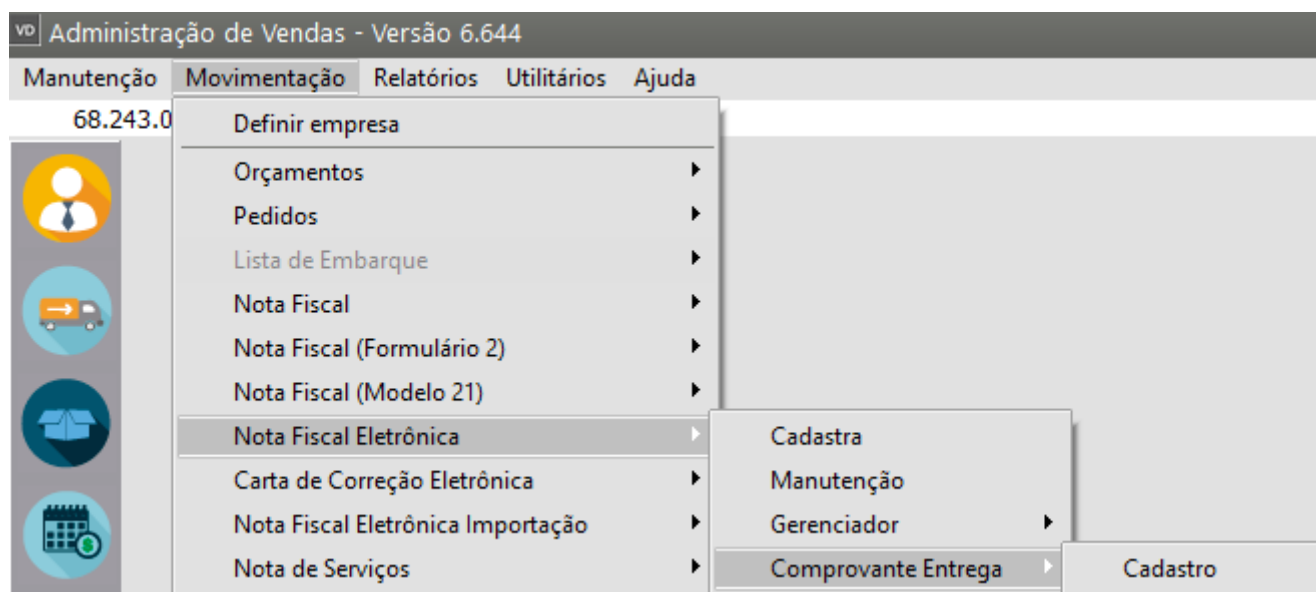 VD Administração de Vendas - Versão 6.644
Manutenção Movimentação Relatórios Utilitários Ajuda
68.243.0
Definir empresa
Orçamentos
Pedidos
Lista de Embarque
Nota Fiscal
Nota Fiscal (Formulário 2)
Nota Fiscal (Modelo 21)
Nota Fiscal Eletrônica
Carta de Correção Eletrônica
Nota Fiscal Eletrônica Importação
Nota de Serviços
Cadastra
Manutenção
Gerenciador
Comprovante Entrega
Cadastro